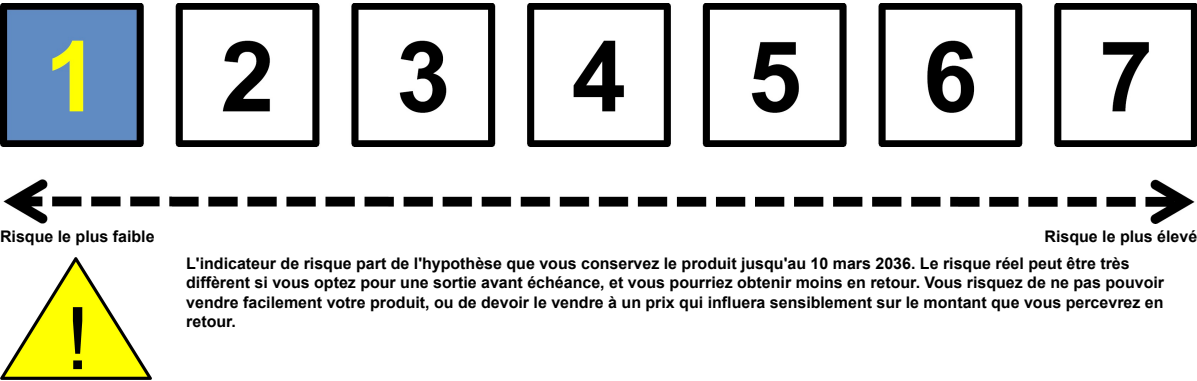 1 2 3 4 5 6 7
Risque le plus faible Risque le plus élevé
L'indicateur de risque part de l'hypothèse que vous conservez le produit jusqu'au 10 mars 2036. Le risque réel peut être très
diffèrent si vous optez pour une sortie avant échéance, et vous pourriez obtenir moins en retour. Vous risquez de ne pas pouvoir
vendre facilement votre produit, ou de devoir le vendre à un prix qui influera sensiblement sur le montant que vous percevrez en
retour.
!